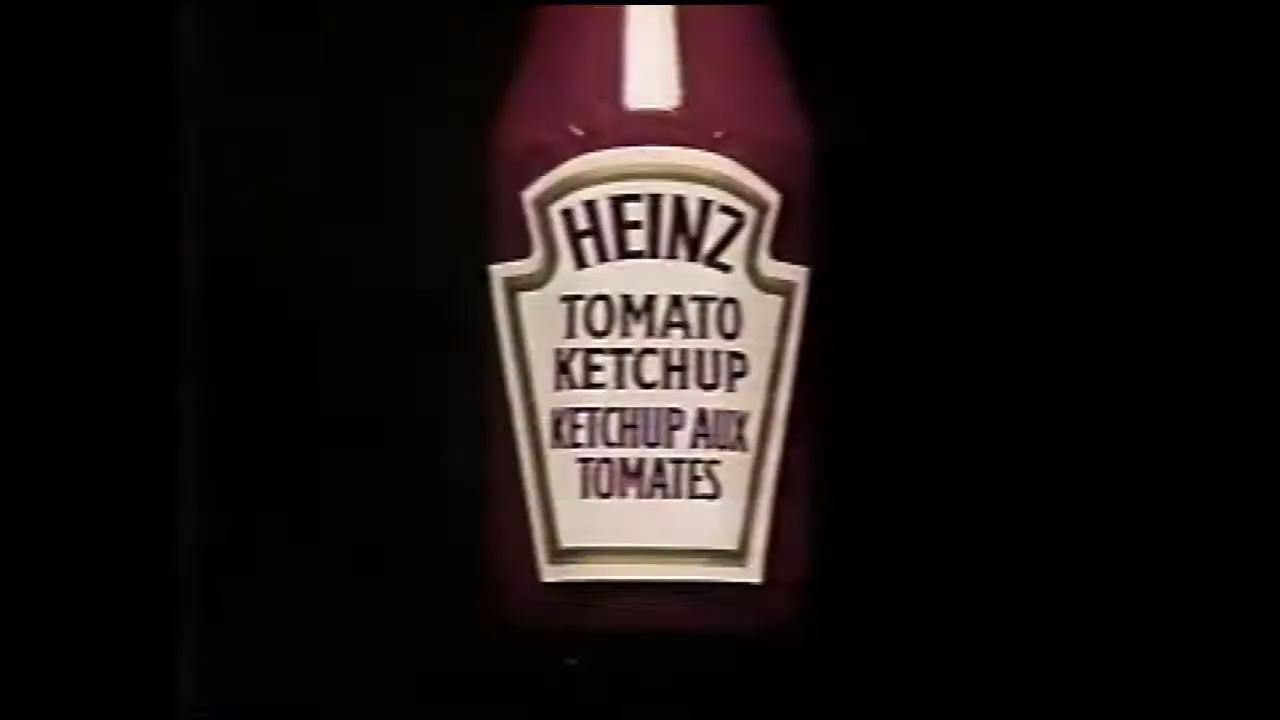 HEINZ
TOMATO
KETCHUP
KETCHUP AUX
TOMATES